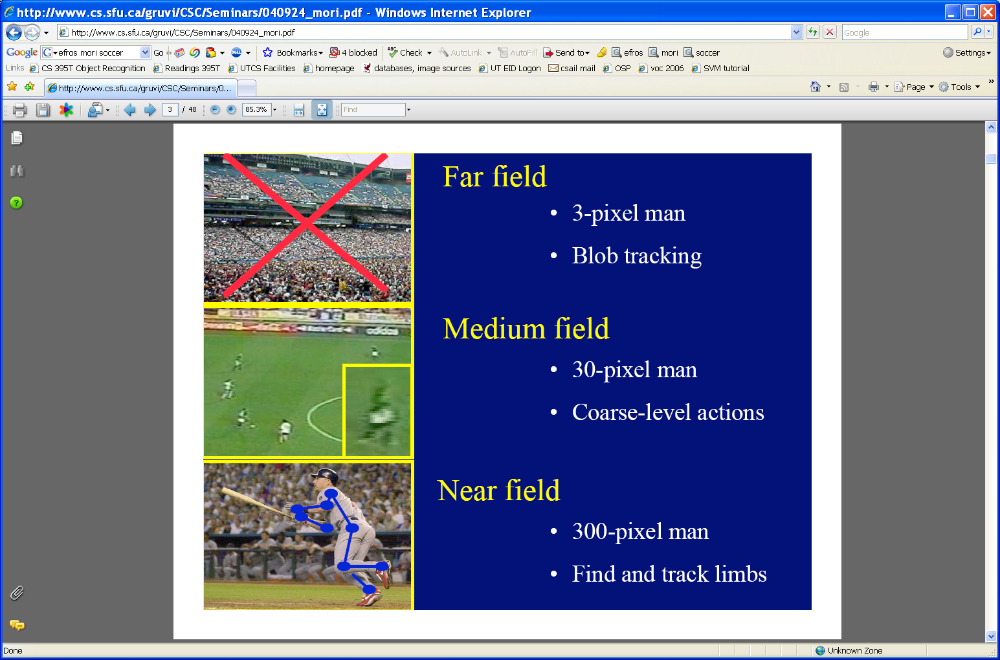 http://www.cs.sfu.ca/gruvi/CSC/Seminars/040924_mori.pdf - Windows Internet Explorer
http://www.cs.sfu.ca/gruvi/CSC/Seminars/040924_mori.pdf
Google
Google efros mori soccer Go Bookmarks 4 blocked ABC Check AutoLink AutoFill Send to efros mori soccer Settings
Links CS 395T Object Recognition Readings 395T UTCS Facilities homepage databases, image sources UT EID Logon csail mail OSP voc 2006 SVM tutorial
http://www.cs.sfu.ca/gruvi/CSC/Seminars/0... Page Tools »
3 / 48 85.3% Find
Far field
• 3-pixel man
• Blob tracking
adidas
Medium field
• 30-pixel man
• Coarse-level actions
Near field
• 300-pixel man
• Find and track limbs
Done Unknown Zone